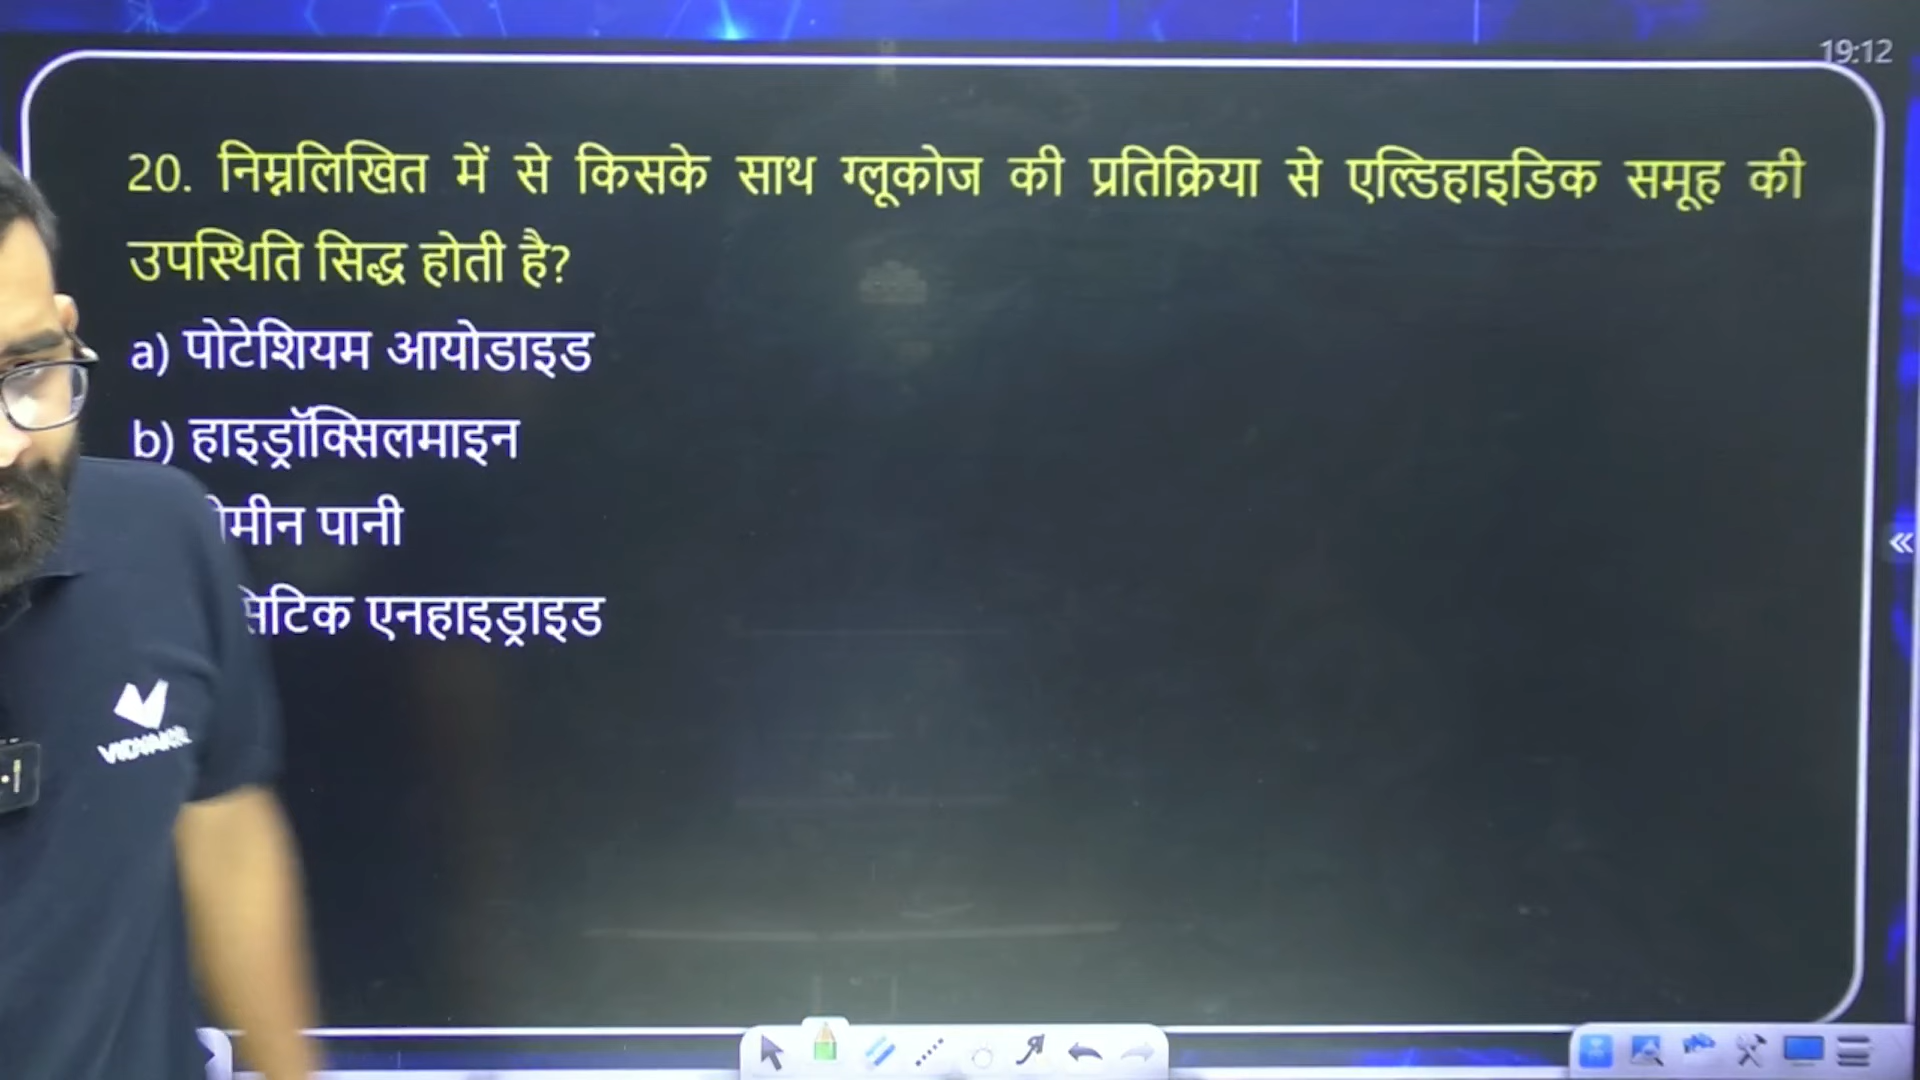 19:12
20. निम्नलिखित में से किसके साथ ग्लूकोज की प्रतिक्रिया से एल्डिहाइडिक समूह की
उपस्थिति सिद्ध होती है?
a) पोटेशियम आयोडाइड
b) हाइड्रॉक्सिलमाइन
पानी
एनहाइड्राइड